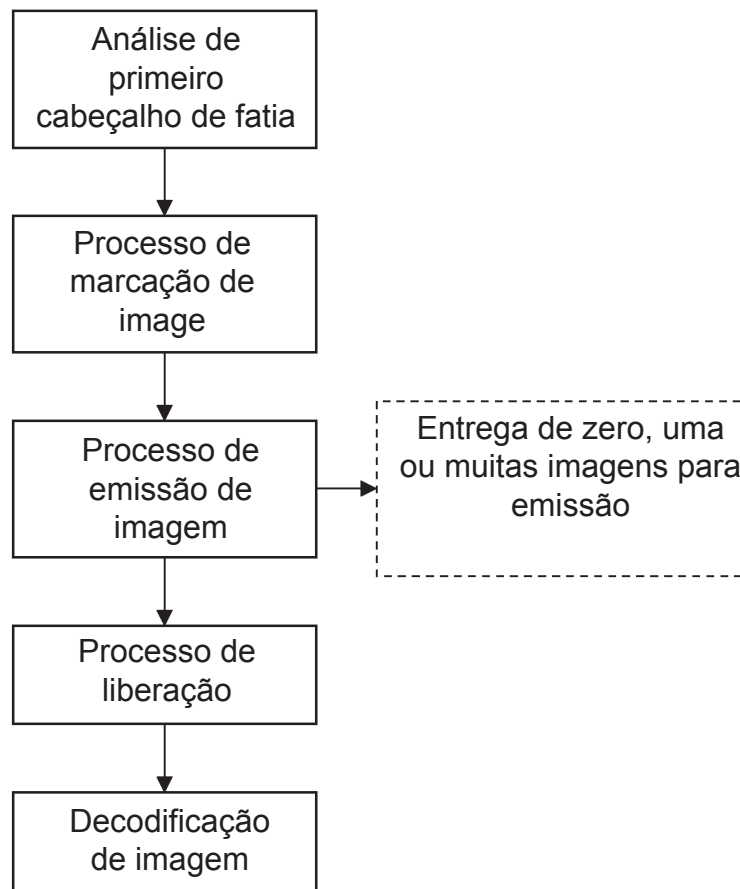 Análise de
primeiro
cabeçalho de fatia
Processo de
marcação de
image
Processo de
emissão de
imagem
Entrega de zero, uma
ou muitas imagens para
emissão
Processo de
liberação
Decodificação
de imagem